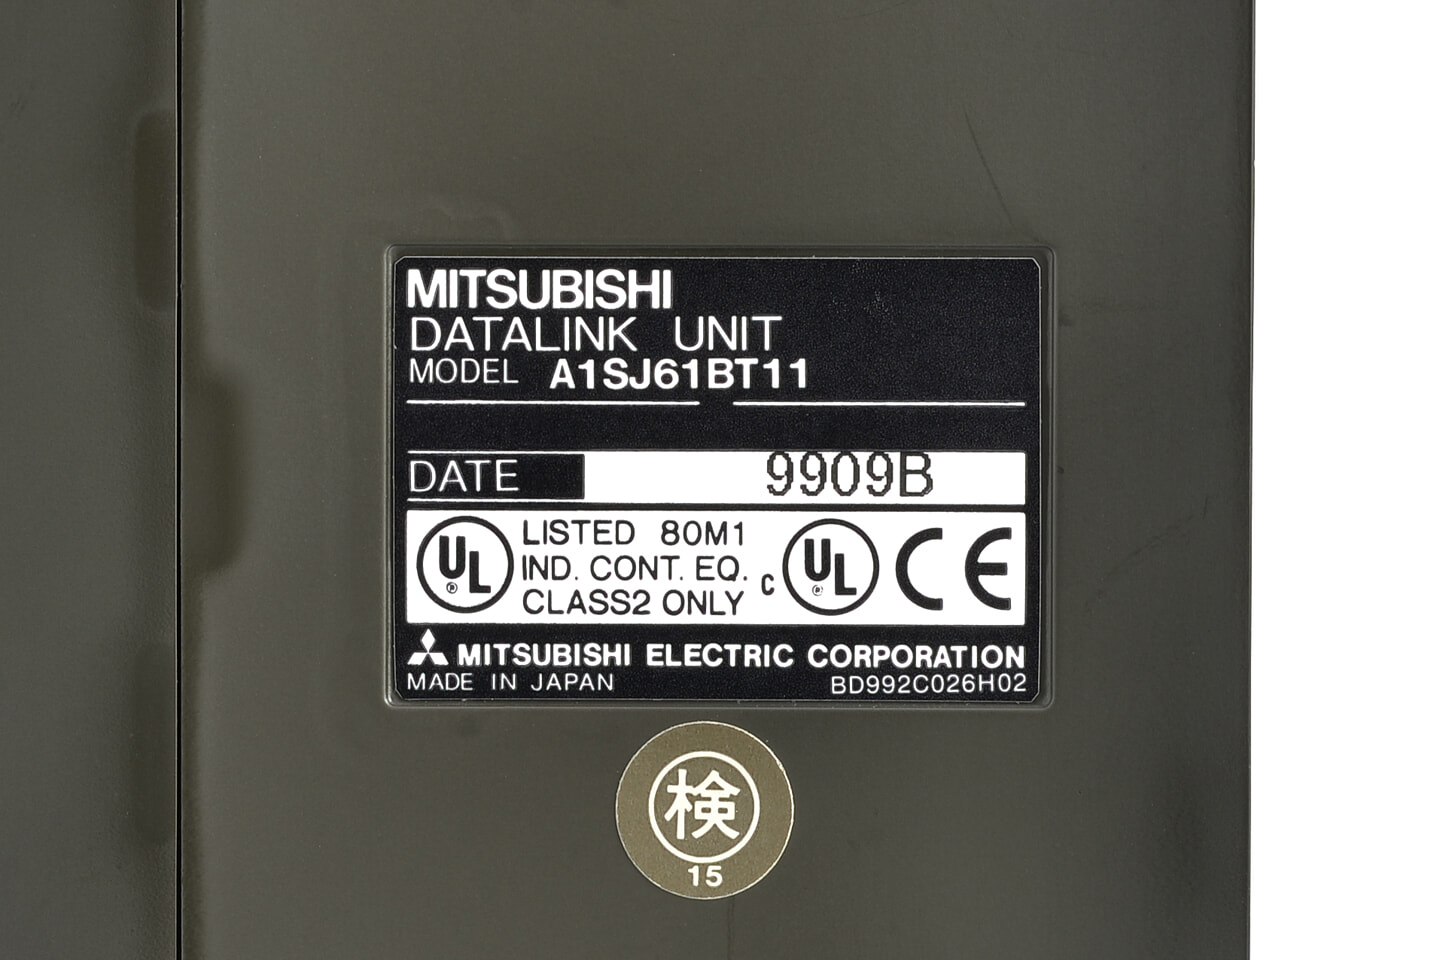 MITSUBISHI
DATALINK UNIT
MODEL A1SJ61BT11
DATE 9909B
UL LISTED 80M1
IND. CONT. EQ.
CLASS2 ONLY
C UL CE
MITSUBISHI ELECTRIC CORPORATION
MADE IN JAPAN BD992C026H02
検
15